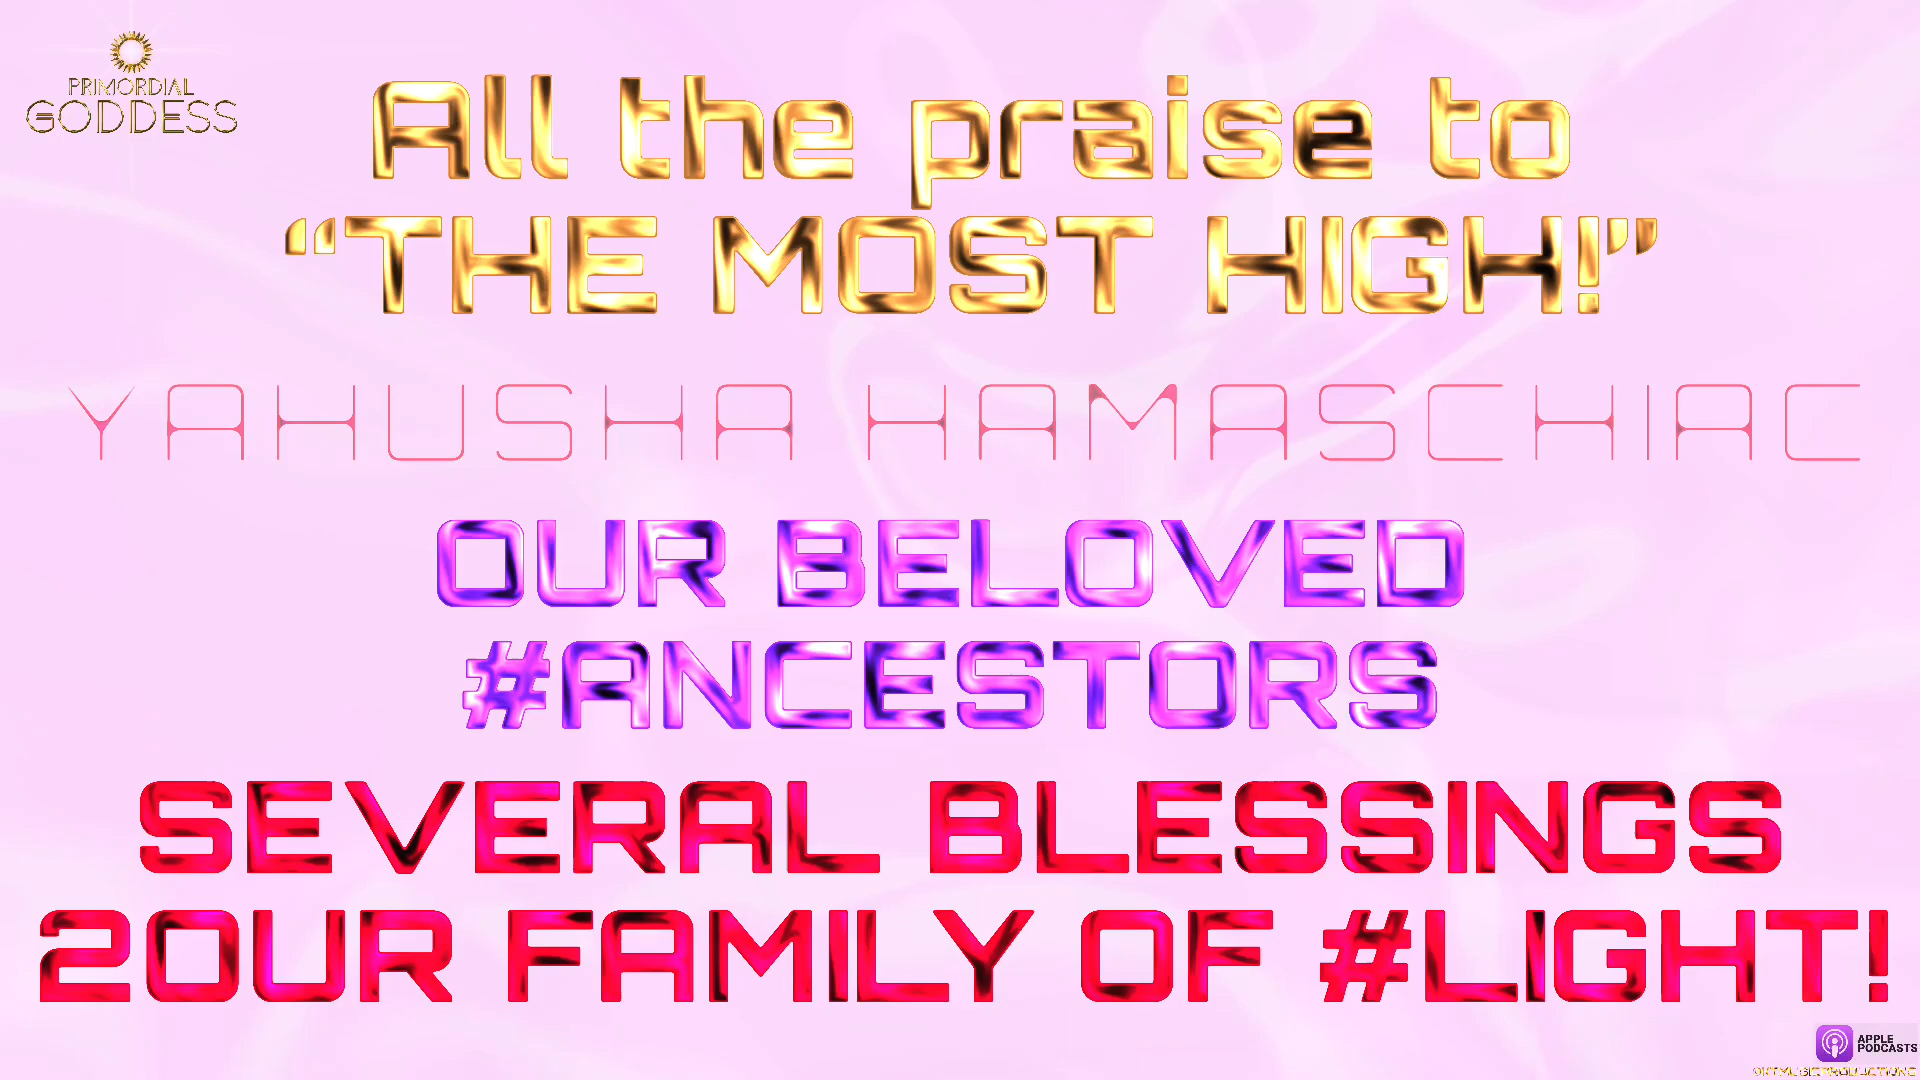 PRIMORDIAL
GODDESS
All the praise to
“THE MOST HIGH!”
YAHUSHA HAMASCHIAC
OUR BELOVED
#ANCESTORS
SEVERAL BLESSINGS
2OUR FAMILY OF #LIGHT!
APPLE
PODCASTS